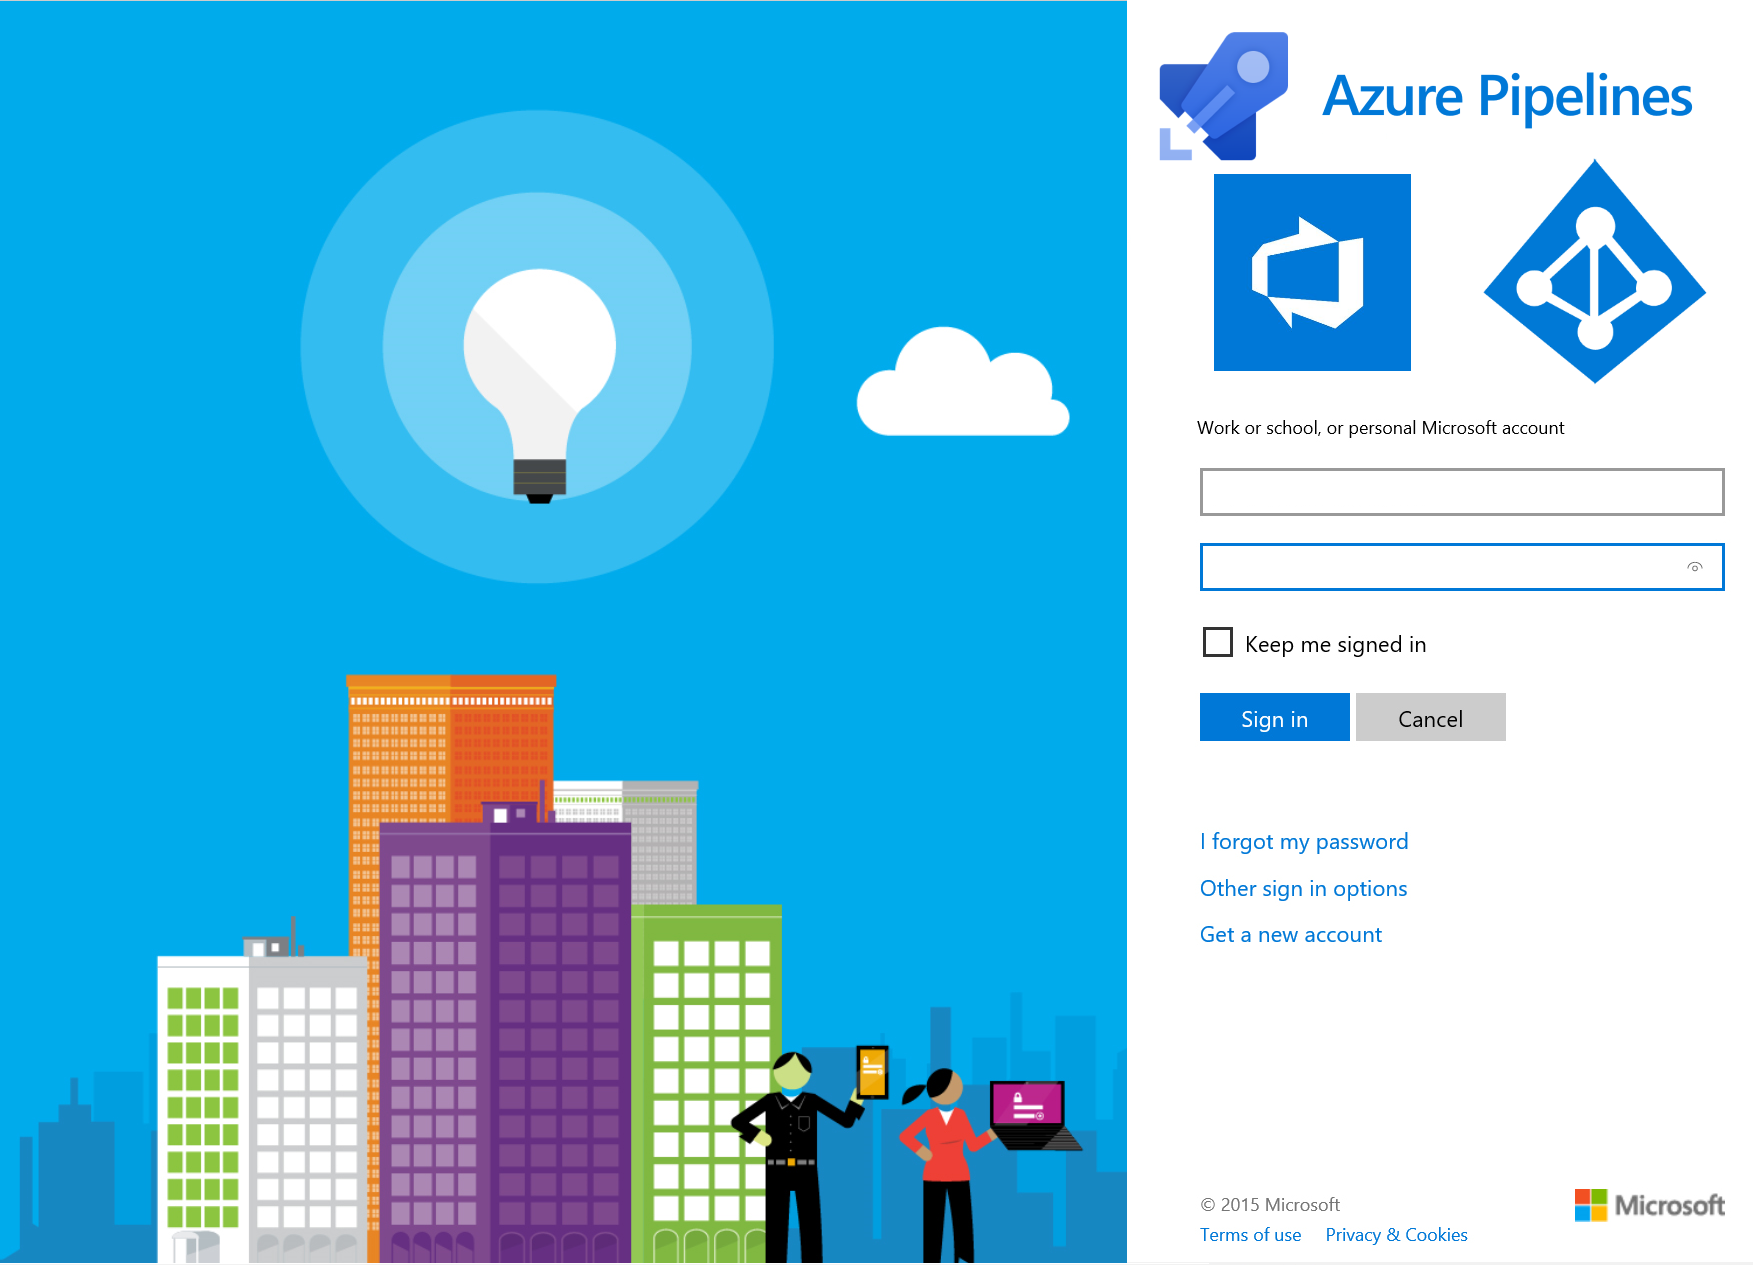 Azure Pipelines
Work or school, or personal Microsoft account
Keep me signed in
Sign in
Cancel
I forgot my password
Other sign in options
Get a new account
© 2015 Microsoft
Microsoft
Terms of use
Privacy & Cookies